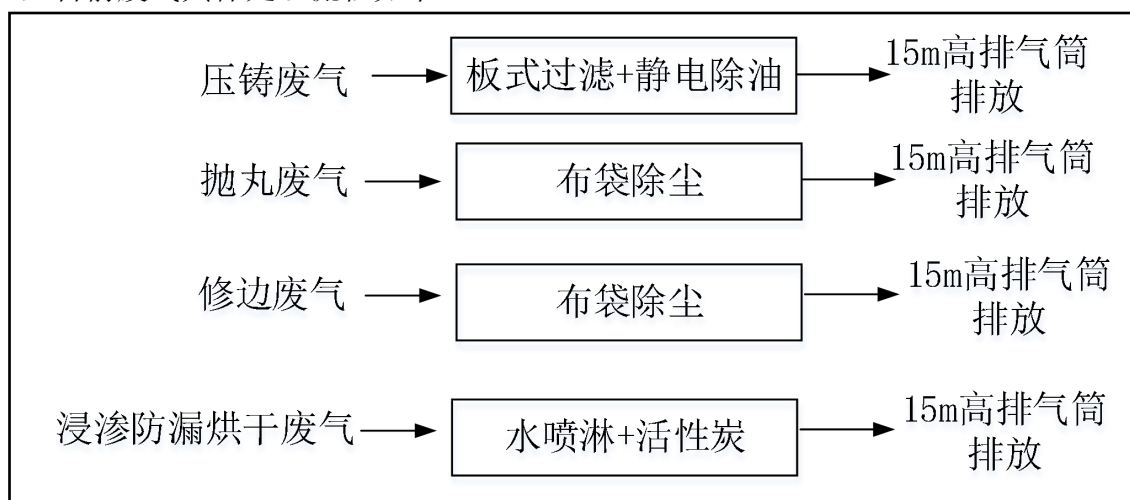 压铸废气
板式过滤+静电除油
15m高排气筒
排放
抛丸废气
布袋除尘
15m高排气筒
排放
修边废气
布袋除尘
15m高排气筒
排放
浸渗防漏烘干废气
水喷淋+活性炭
15m高排气筒
排放